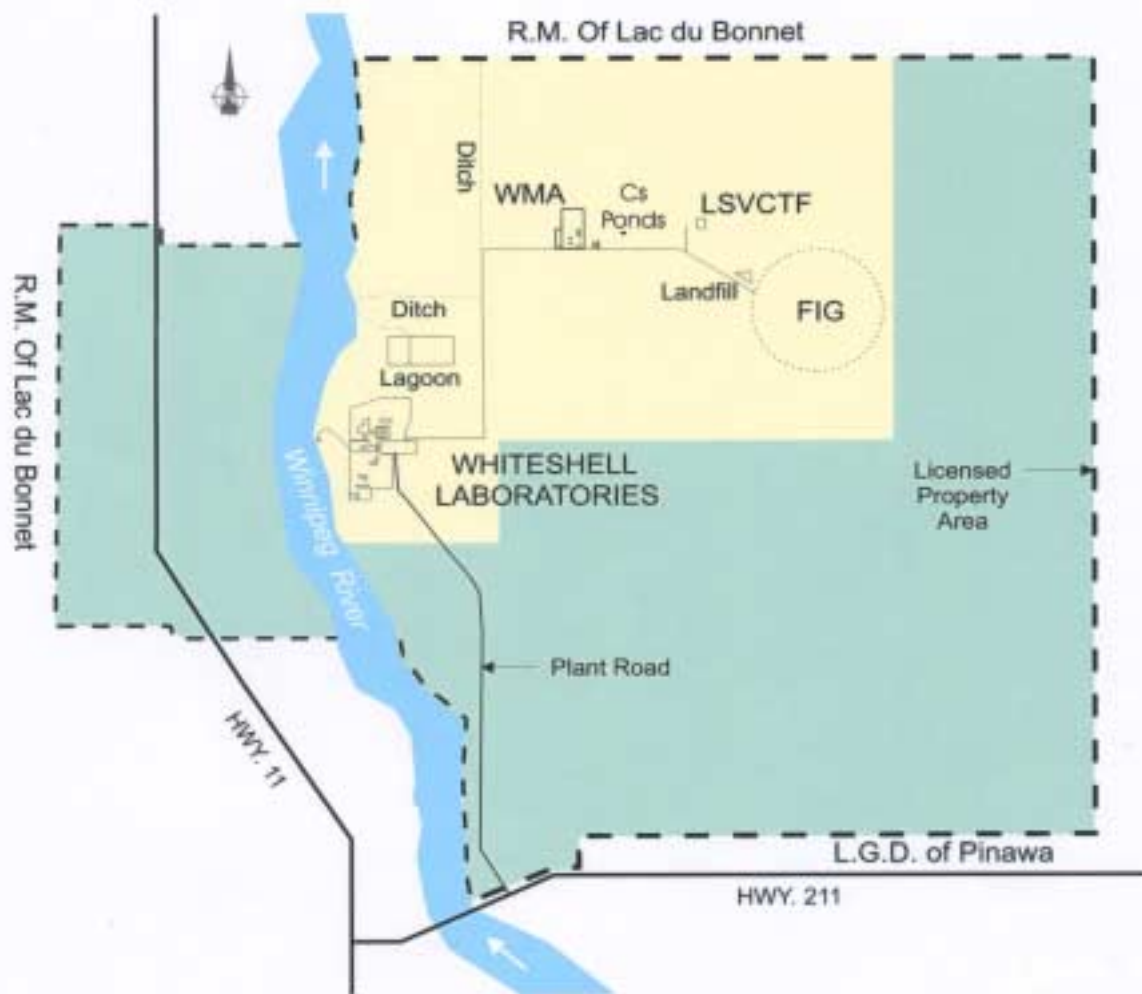 R.M. Of Lac du Bonnet
Ditch
WMA
Cs
Ponds
LSVCTF
Landfill
FIG
R.M. Of Lac du Bonnet
Ditch
Lagoon
WHITESHELL
LABORATORIES
Licensed
Property
Area
Winnipeg River
Plant Road
HWY. 11
L.G.D. of Pinawa
HWY. 211